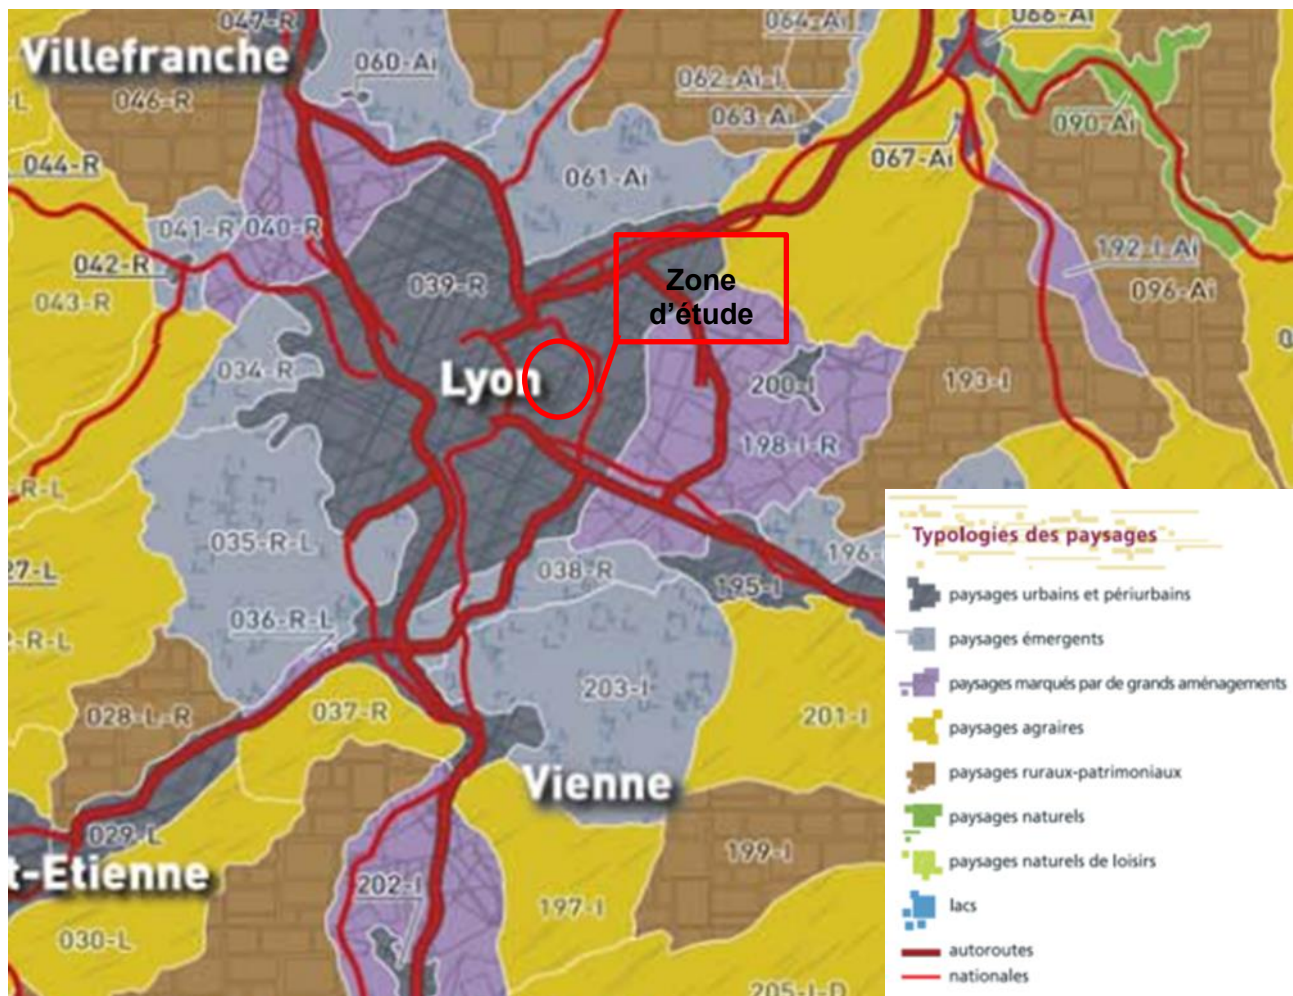 047-R
064-Ai
066-Ai
Villefranche
060-Ai
062-Ai-I
046-R
063-Ai
090-Ai
044-R
067-Ai
061-Ai
041-R
040-R
192-I-Ai
042-R
Zone
d'étude
039-R
096-Ai
043-R
034-R
Lyon
200-I
193-I
198-I-R
-R-L
035-R-L
038-R
196-
27-L
195-I
036-R-L
-R-L
203-I
028-L-R
037-R
201-I
Vienne
029-L
199-I
t-Etienne
202-I
197-I
030-L
205-I-D
Typologies des paysages
paysages urbains et périurbains
paysages émergents
paysages marqués par de grands aménagements
paysages agraires
paysages ruraux-patrimoniaux
paysages naturels
paysages naturels de loisirs
lacs
autoroutes
nationales